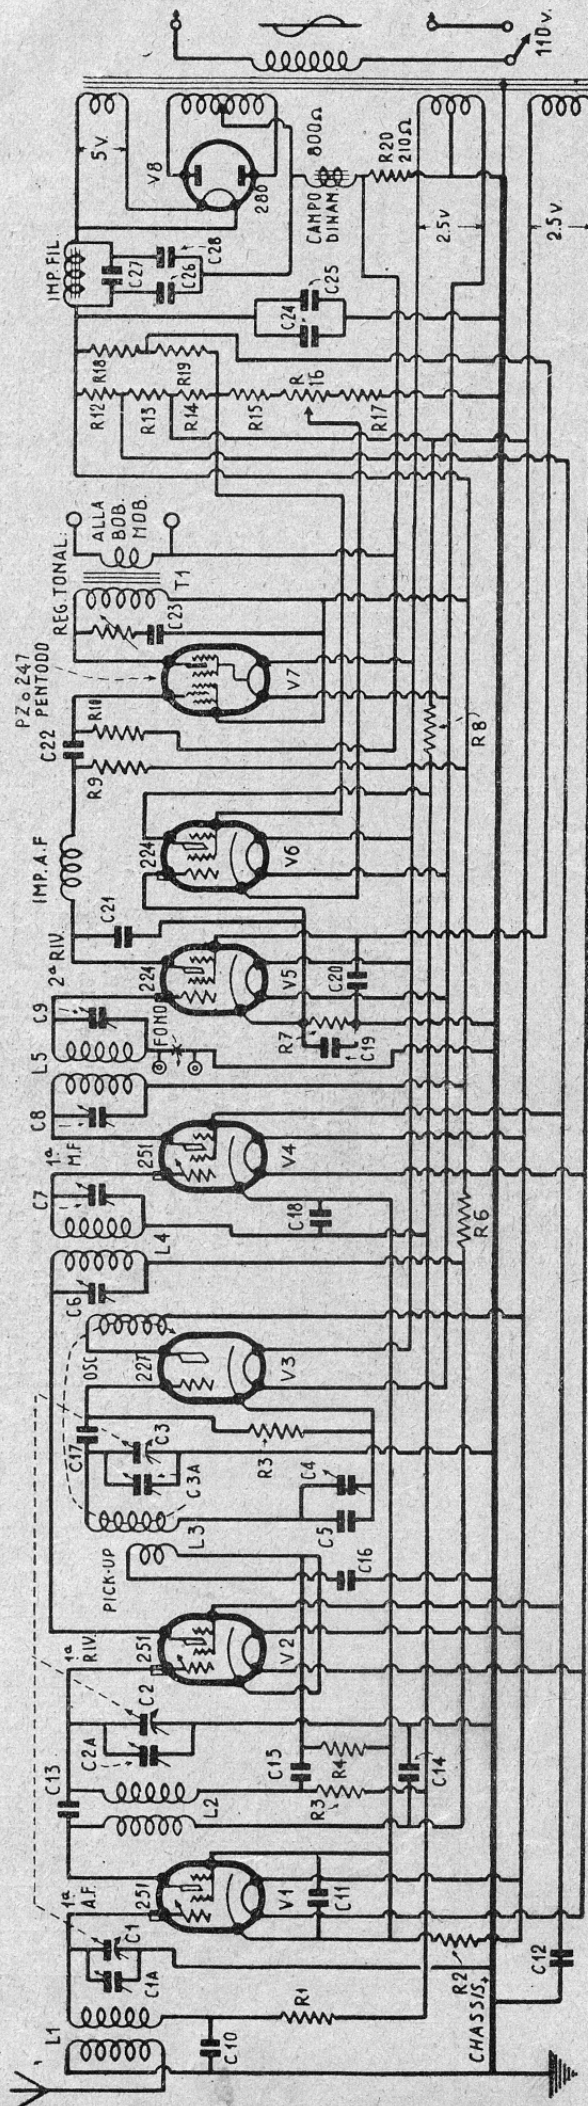 L1
C1A
C1
1ª A.F.
251
V1
C10
R1
C11
R2
CHASSIS
C12
C13
L2
C2A
C2
C15
R3
R4
C14
1ª RIV.
251
V2
PICK-UP
C16
L3
C5
C4
C3A
C3
C17
R3
OSC
227
V3
C6
L4
C7
1ª M.F
251
V4
C18
R6
C8
L5
C9
FONO
R7
C19
C20
2ª RIV.
224
V5
C21
IMP. A.F
224
V6
R9
C22
R10
R8
PZ o 247
PENTODO
V7
REG. TONAL.
C23
T1
ALLA
BOB.
MOB.
R12
R18
R13
R19
R14
R15
R
16
R17
C24
C25
IMP. FIL.
C27
C26
C28
5V.
V8
280
CAMPO
DINAM.
800Ω
R20
210Ω
2.5V
2.5V.
110 v.